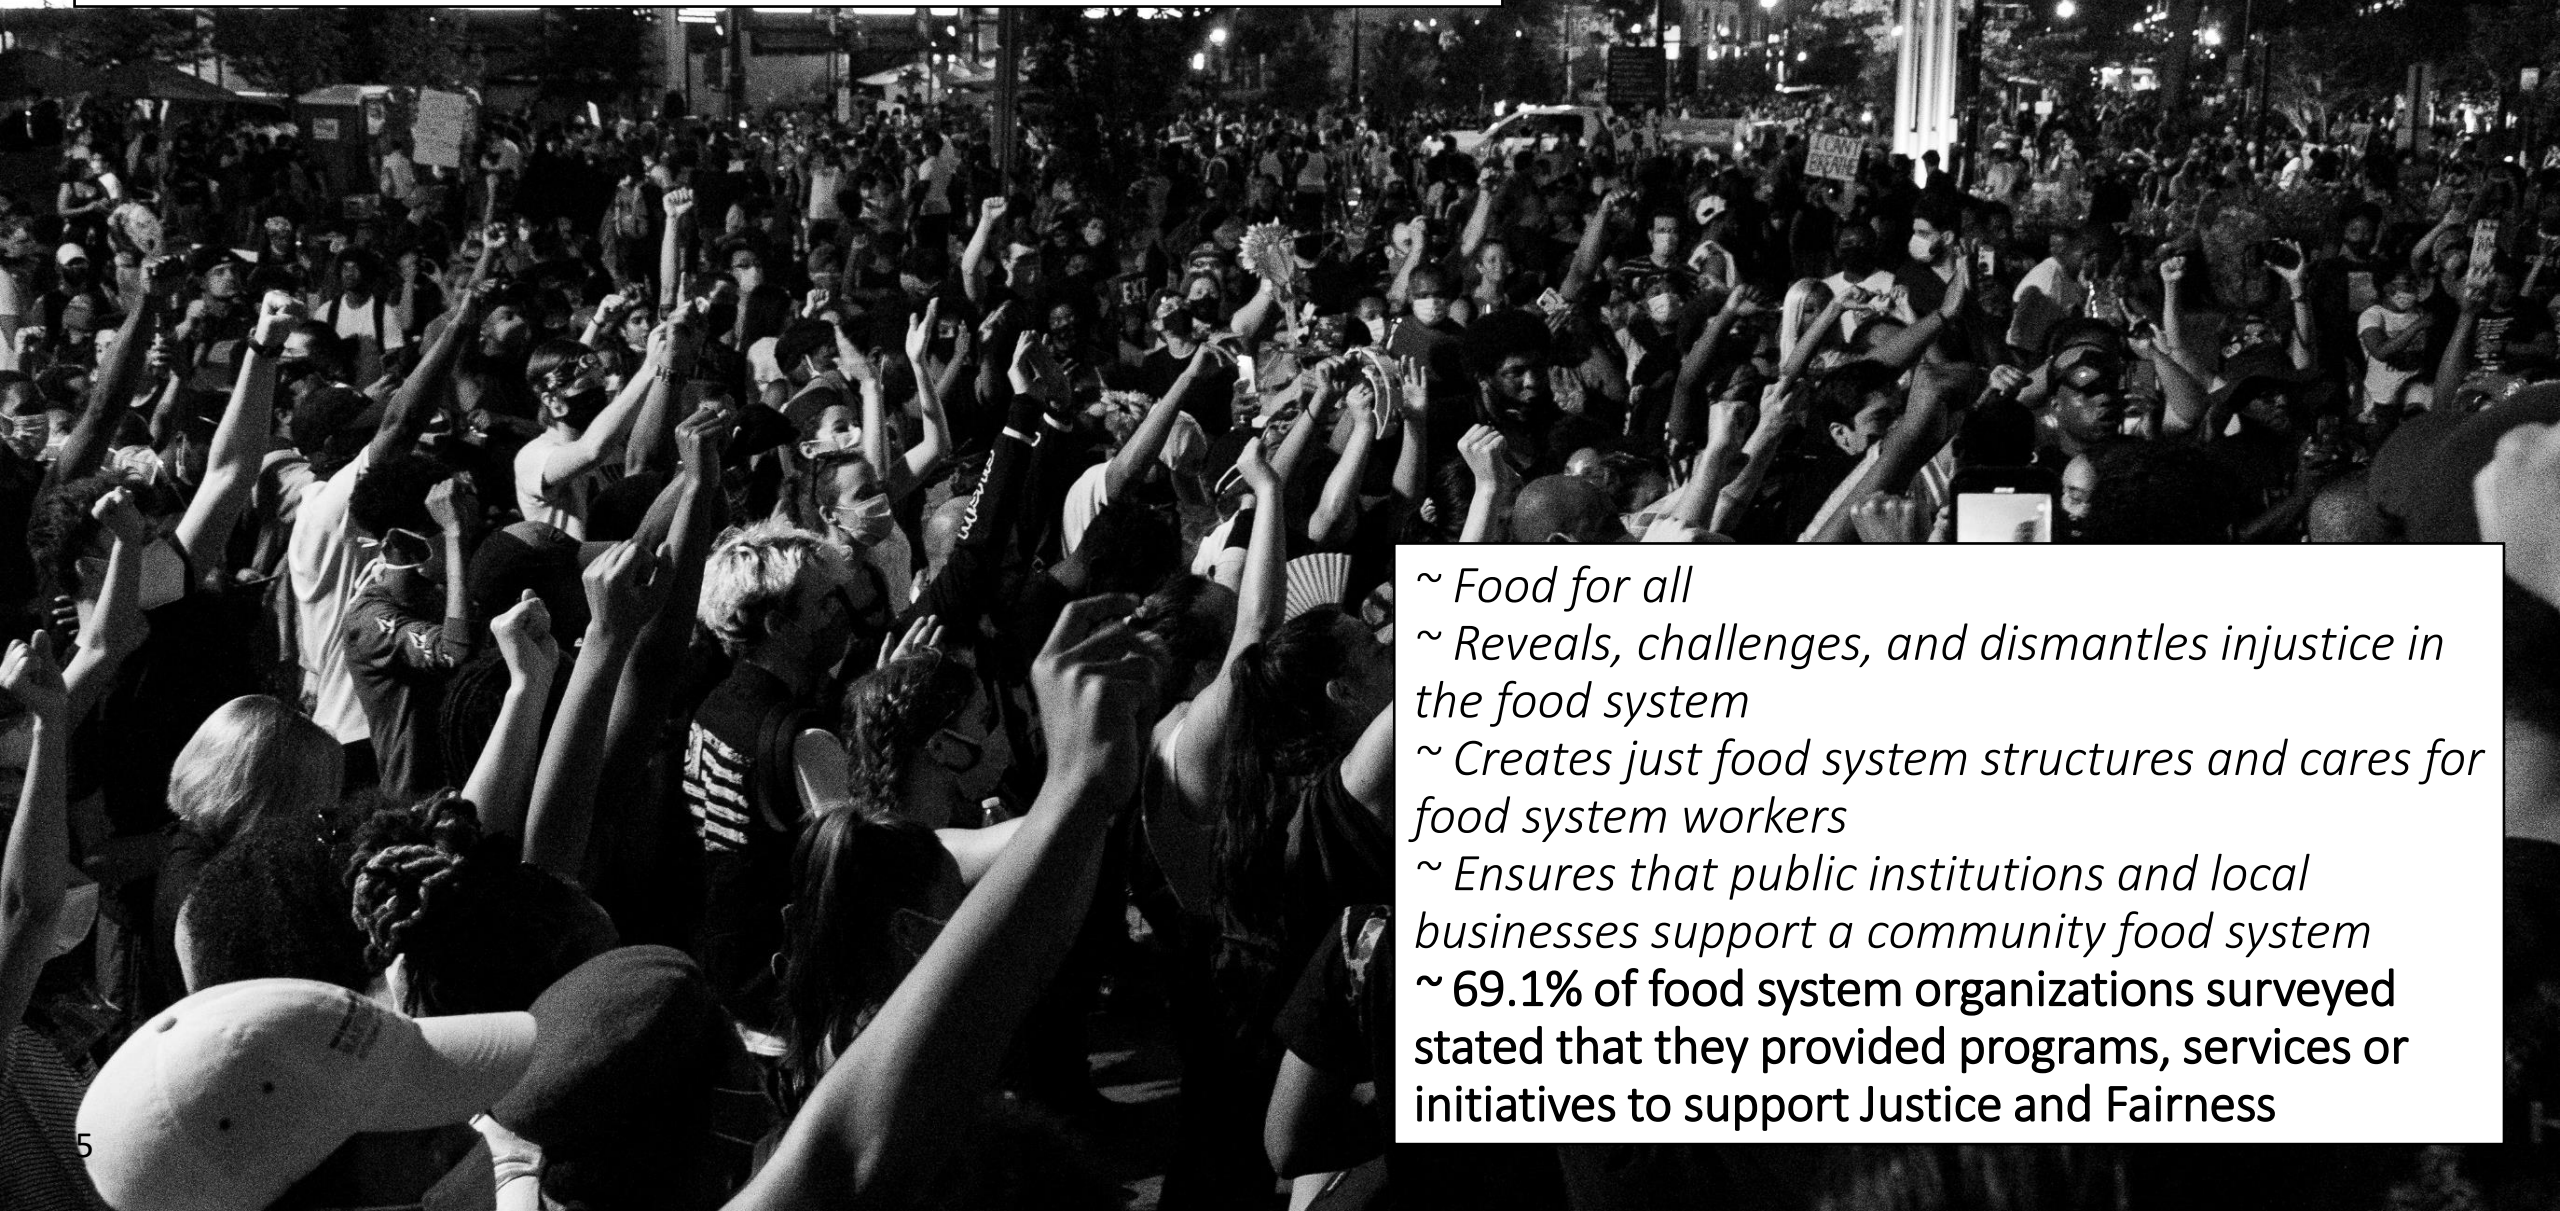 I CAN'T
BREATHE
~ Food for all
~ Reveals, challenges, and dismantles injustice in
the food system
~ Creates just food system structures and cares for
food system workers
~ Ensures that public institutions and local
businesses support a community food system
~ 69.1% of food system organizations surveyed
stated that they provided programs, services or
initiatives to support Justice and Fairness
5